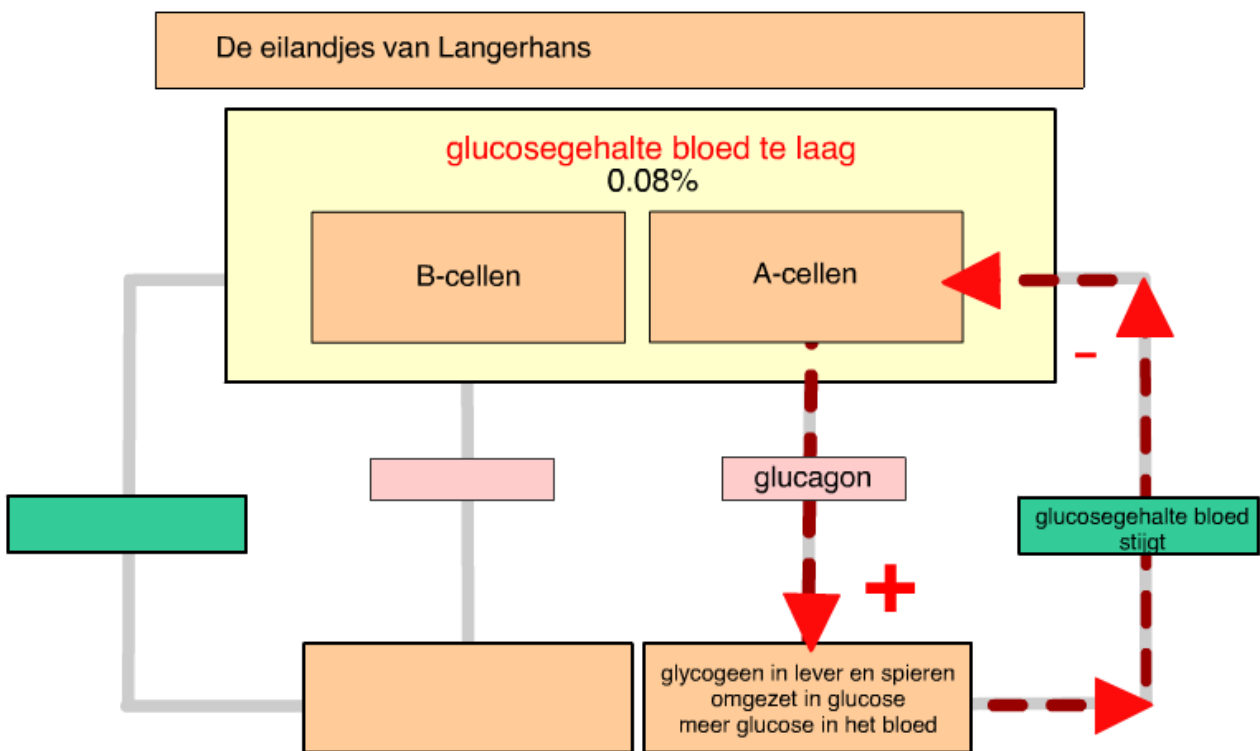 De eilandjes van Langerhans
glucosegehalte bloed te laag
0.08%
B-cellen
A-cellen
-
glucagon
glucosegehalte bloed
stijgt
+
glycogeen in lever en spieren
omgezet in glucose
meer glucose in het bloed